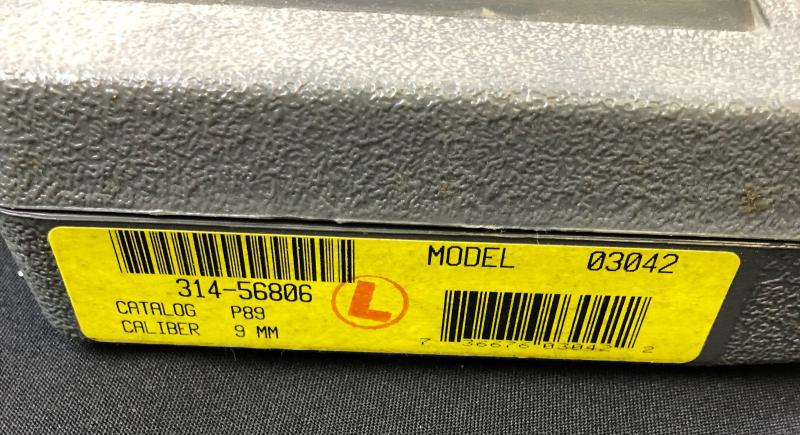 MODEL 03042
314-56806
L
CATALOG P89
CALIBER 9 MM
7 36676 03042 2